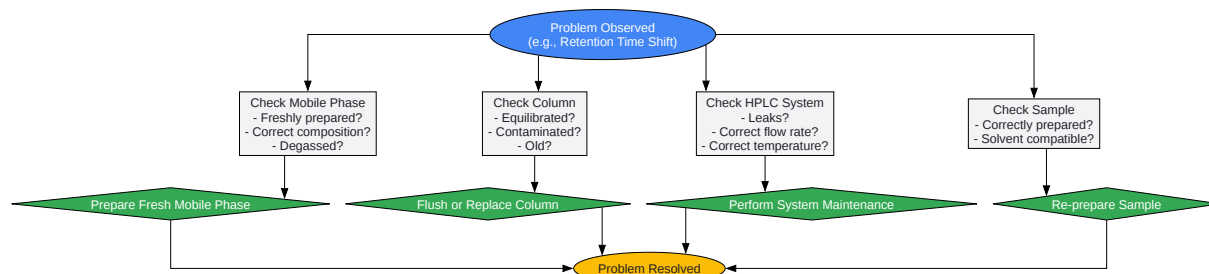 Problem Observed
(e.g., Retention Time Shift)
Check Mobile Phase
- Freshly prepared?
- Correct composition?
- Degassed?
Check Column
- Equilibrated?
- Contaminated?
- Old?
Check HPLC System
- Leaks?
- Correct flow rate?
- Correct temperature?
Check Sample
- Correctly prepared?
- Solvent compatible?
Prepare Fresh Mobile Phase
Flush or Replace Column
Perform System Maintenance
Re-prepare Sample
Problem Resolved